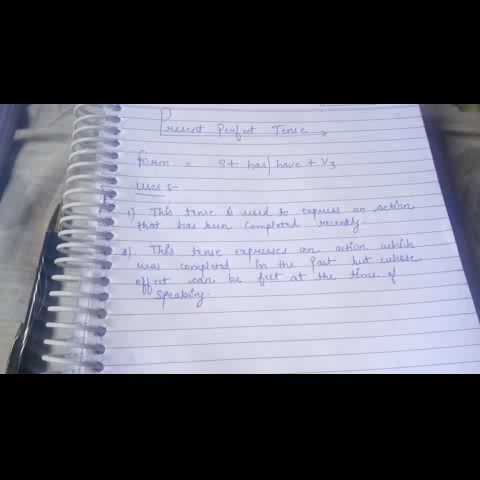 Present Perfect Tense
form = S+ has/have + V3
Uses :-
1) This tense is used to express an action
that has been completed recently.
2) This tense expresses an action which
was completed in the past but whose
effect can be felt at the time of
speaking.